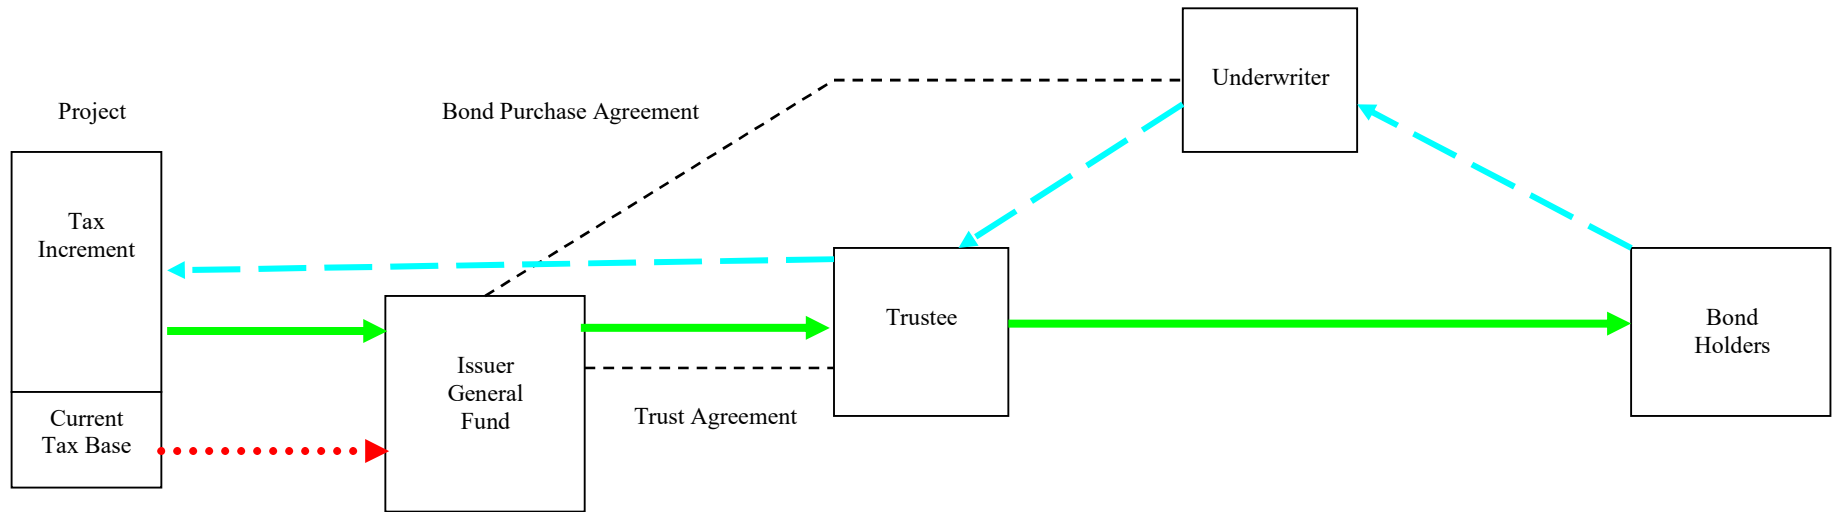 Underwriter
Project
Bond Purchase Agreement
Tax
Increment
Trustee
Bond
Holders
Issuer
General
Fund
Current
Tax Base
Trust Agreement